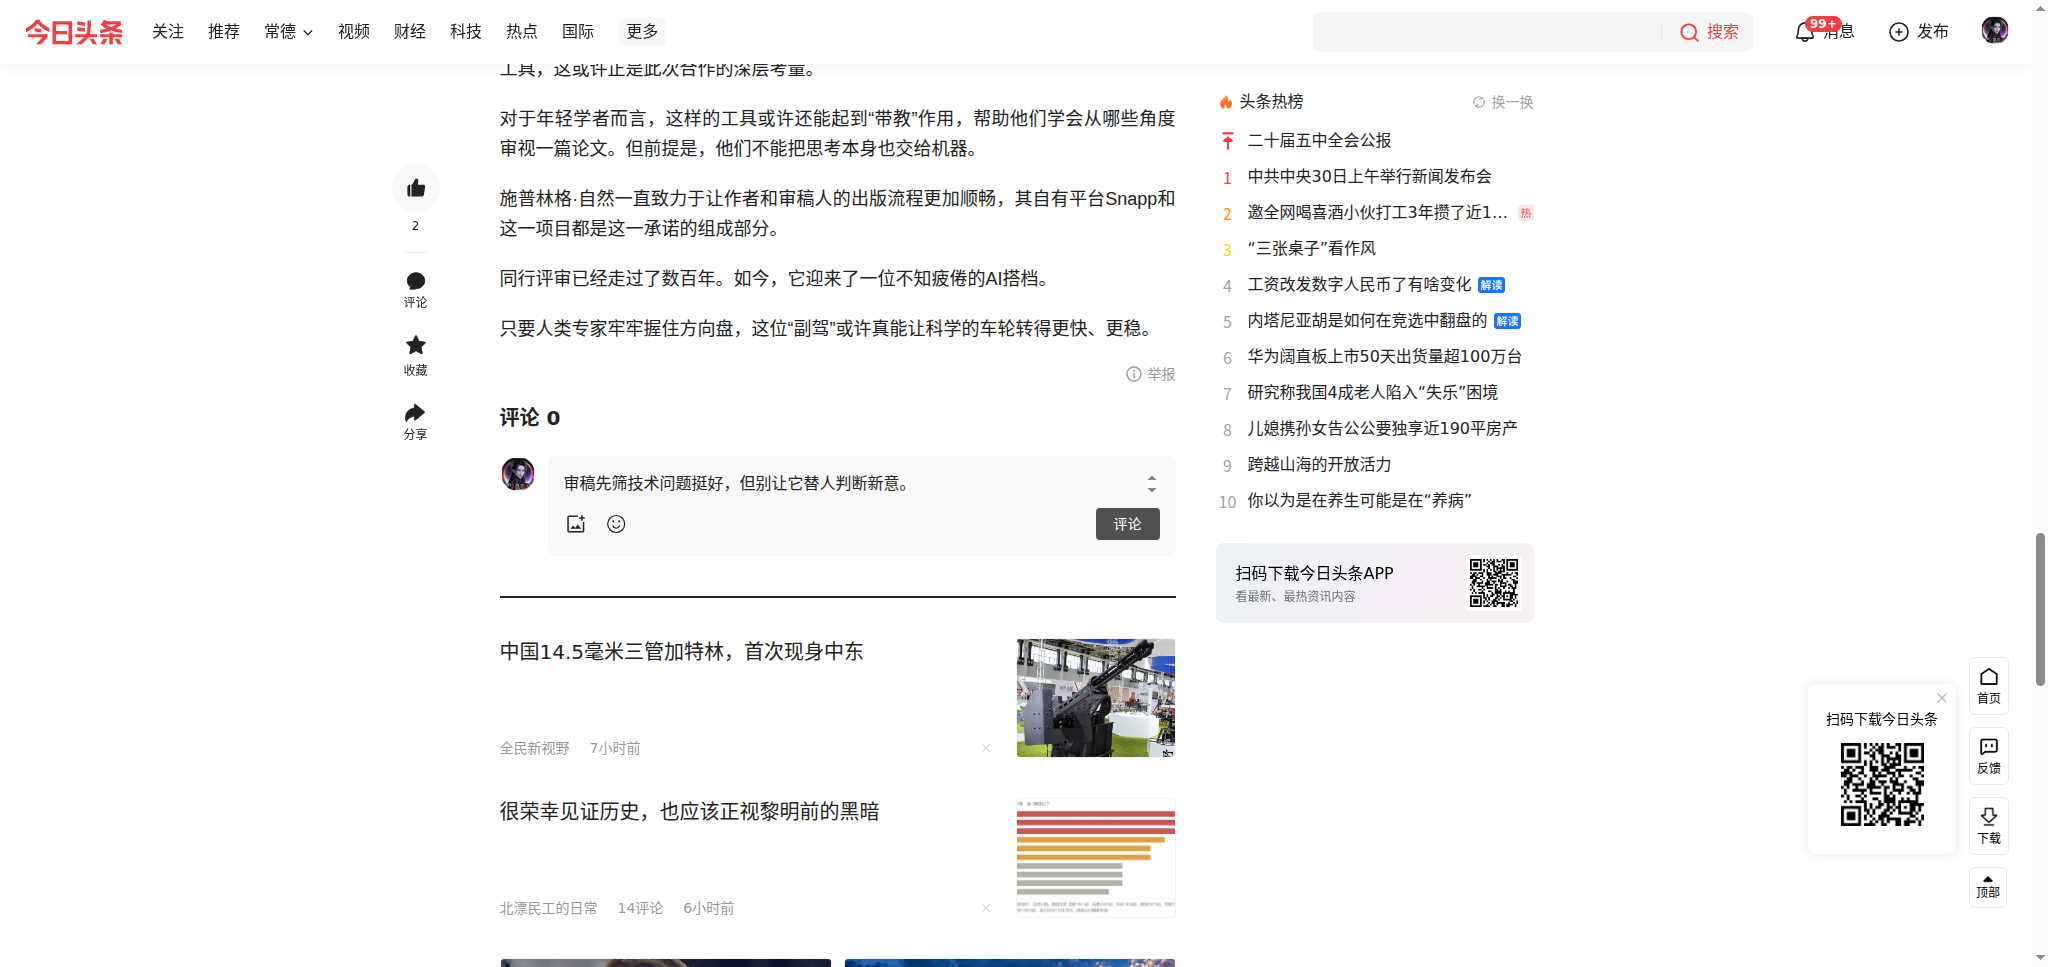 今日头条
关注 推荐 常德 视频 财经 科技 热点 国际 更多
搜索
99+
消息
发布
工具，这或许正是此次合作的深层考量。
对于年轻学者而言，这样的工具或许还能起到“带教”作用，帮助他们学会从哪些角度
审视一篇论文。但前提是，他们不能把思考本身也交给机器。
施普林格·自然一直致力于让作者和审稿人的出版流程更加顺畅，其自有平台Snapp和
这一项目都是这一承诺的组成部分。
同行评审已经走过了数百年。如今，它迎来了一位不知疲倦的AI搭档。
只要人类专家牢牢握住方向盘，这位“副驾”或许真能让科学的车轮转得更快、更稳。
举报
2
评论
收藏
分享
评论 0
审稿先筛技术问题挺好，但别让它替人判断新意。
评论
中国14.5毫米三管加特林，首次现身中东
全民新视野 7小时前
很荣幸见证历史，也应该正视黎明前的黑暗
北漂民工的日常 14评论 6小时前
头条热榜
换一换
二十届五中全会公报
1 中共中央30日上午举行新闻发布会
2 邀全网喝喜酒小伙打工3年攒了近1... 热
3 “三张桌子”看作风
4 工资改发数字人民币了有啥变化 解读
5 内塔尼亚胡是如何在竞选中翻盘的 解读
6 华为阔直板上市50天出货量超100万台
7 研究称我国4成老人陷入“失乐”困境
8 儿媳携孙女告公公要独享近190平房产
9 跨越山海的开放活力
10 你以为是在养生可能是在“养病”
扫码下载今日头条APP
看最新、最热资讯内容
扫码下载今日头条
首页
反馈
下载
顶部